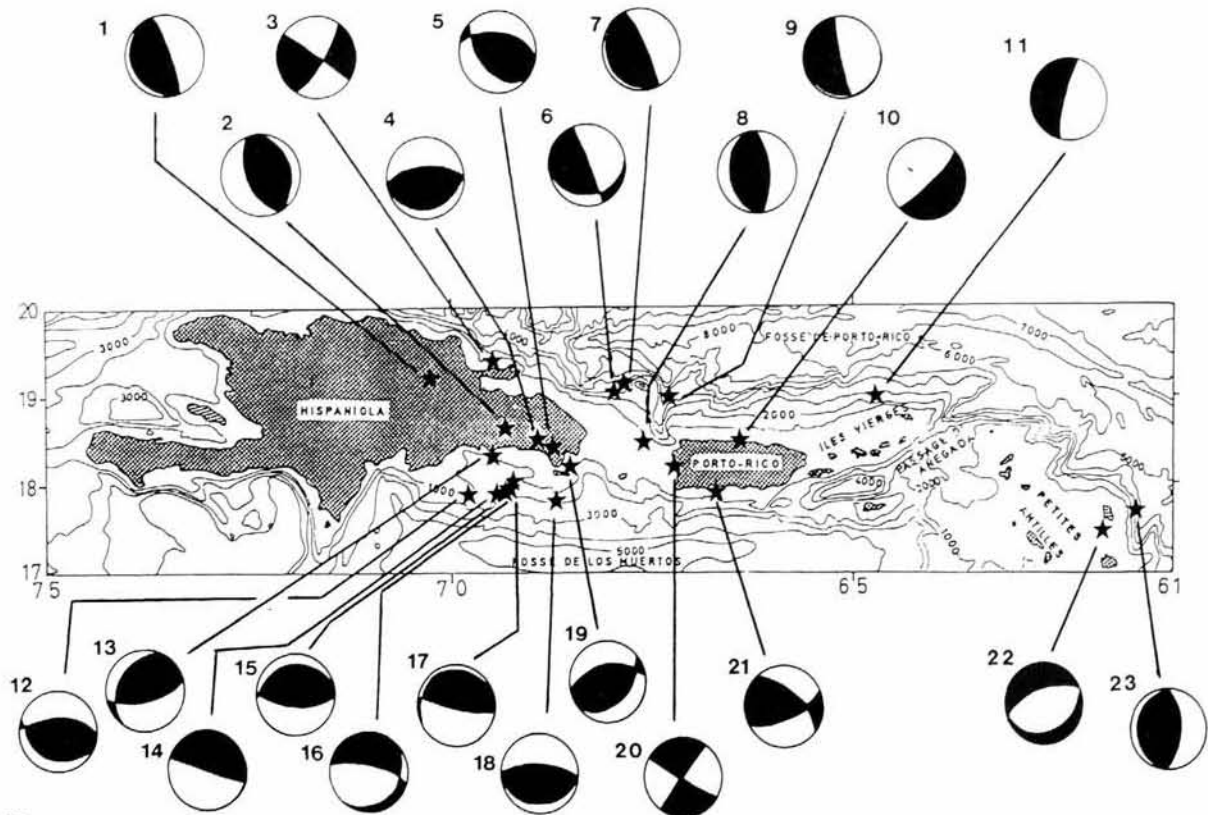 1 3 5 7 9 11
2 4 6 8 10
20
3000
1000
8000
FOSSE DE PORTO-RICO
7000
6000
19
3000
HISPANIOLA
2000
ILES VIERGES
PASSAGE D'ANEGADA
5000
PORTO-RICO
18
1000
4000
2000
PETITES ANTILLES
3000
1000
17
5000
FOSSE DE LOS MUERTOS
75 70 65 61
12 13 14 15 16 17 18 19 20 21 22 23